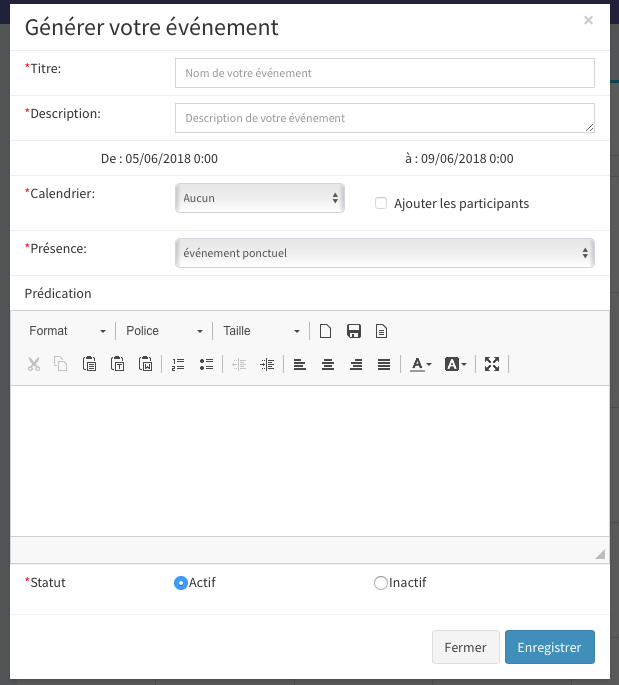 Générer votre événement
×
*Titre:
Nom de votre événement
*Description:
Description de votre événement
De : 05/06/2018 0:00 à : 09/06/2018 0:00
*Calendrier:
Aucun
Ajouter les participants
*Présence:
événement ponctuel
Prédication
Format Police Taille
*Statut
Actif
Inactif
Fermer Enregistrer